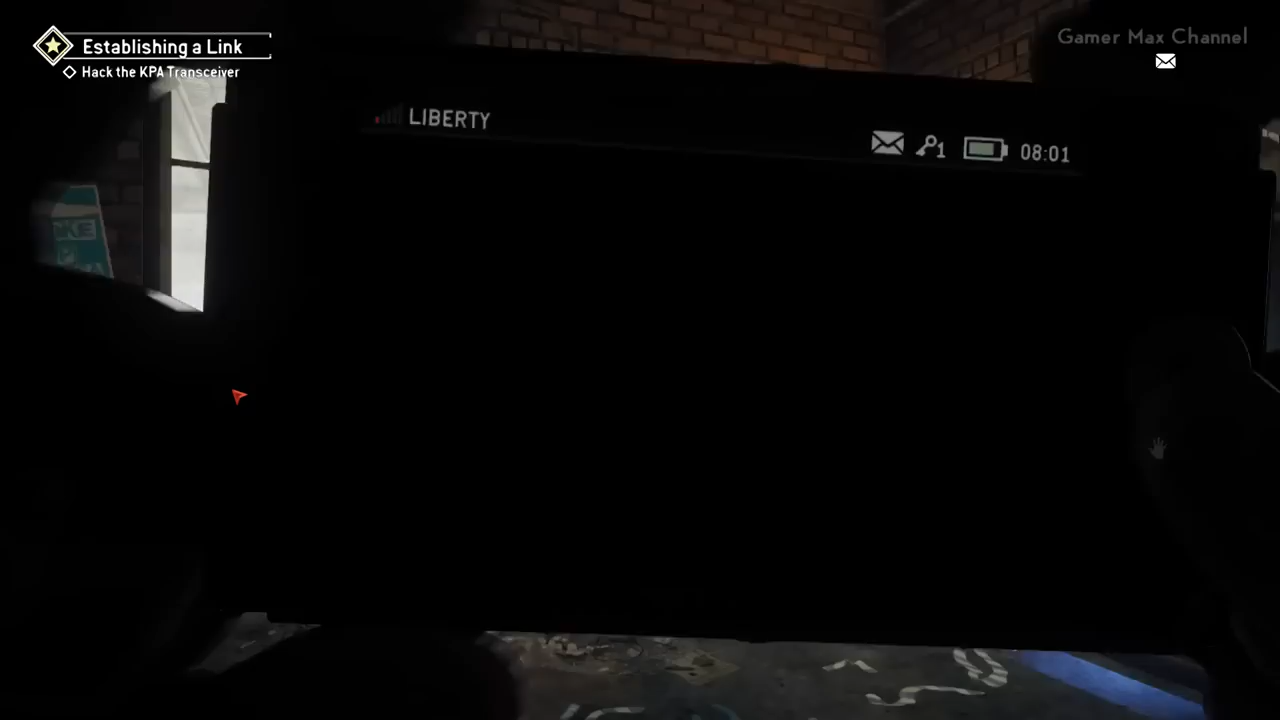 Establishing a Link
Hack the KPA Transceiver
Gamer Max Channel
LIBERTY
1
08:01